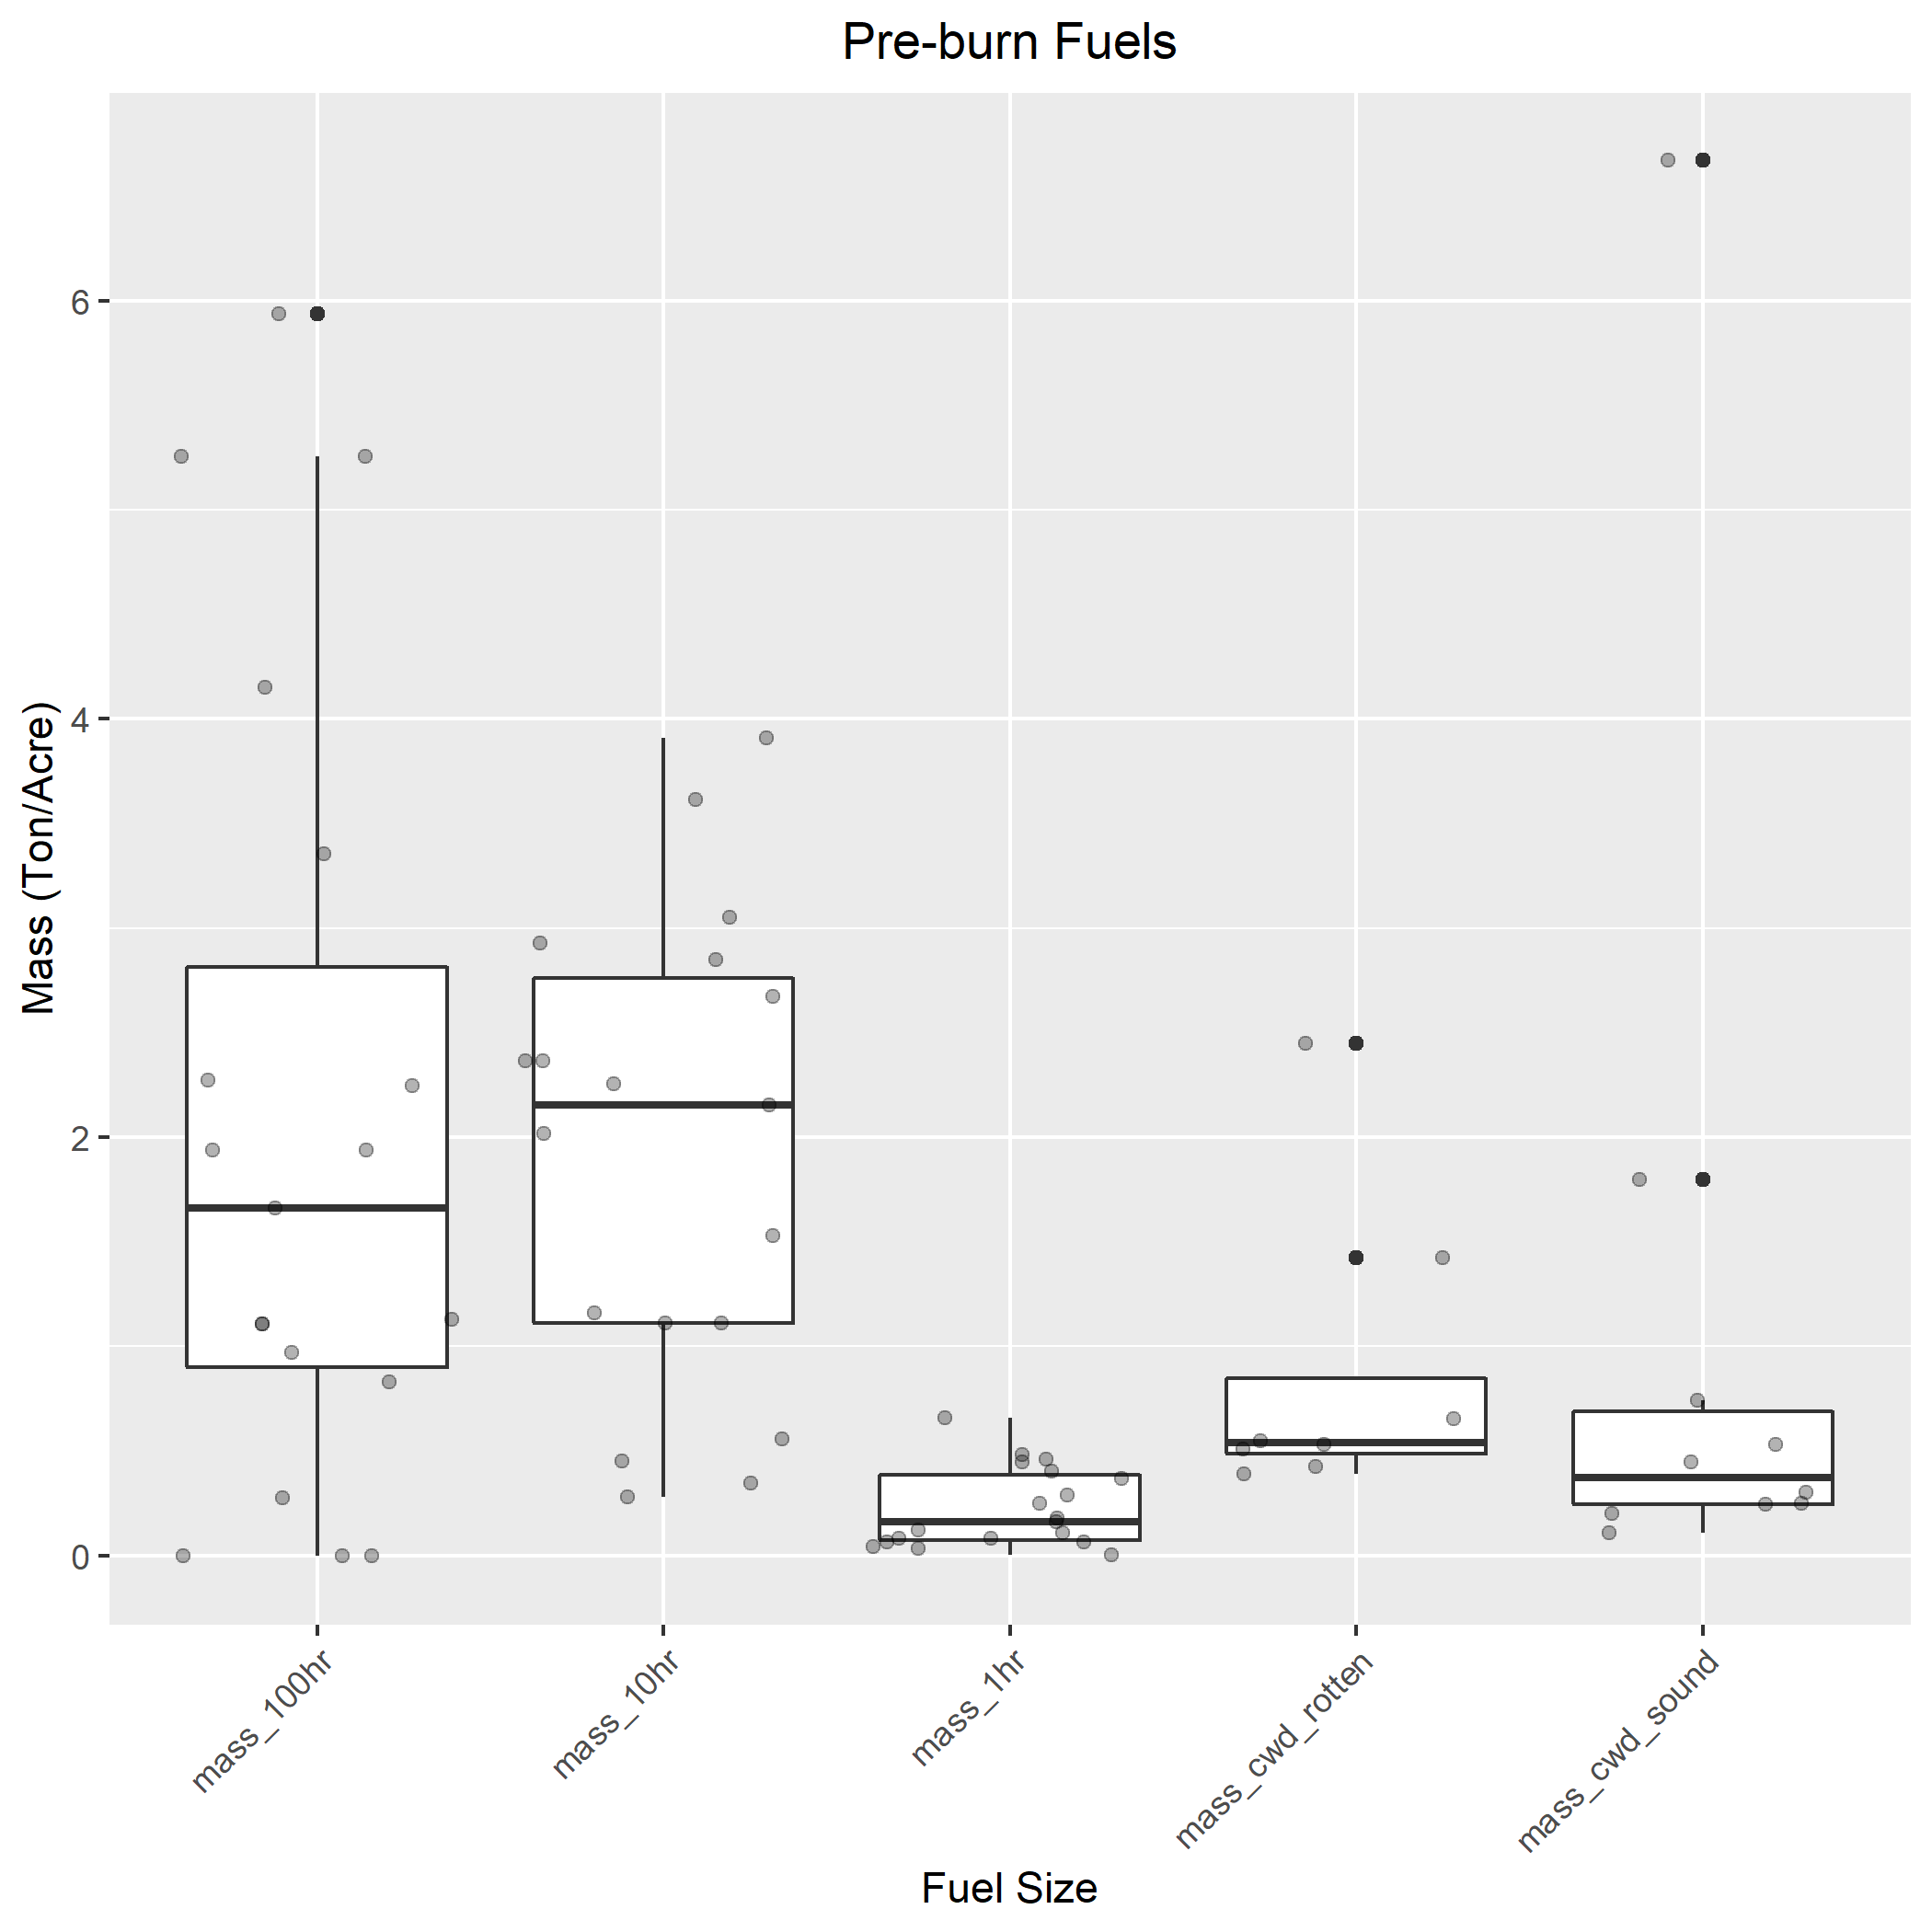 Pre-burn Fuels
Mass (Ton/Acre)
6
4
2
0
mass_100hr
mass_10hr
mass_1hr
mass_cwd_rotten
mass_cwd_sound
Fuel Size